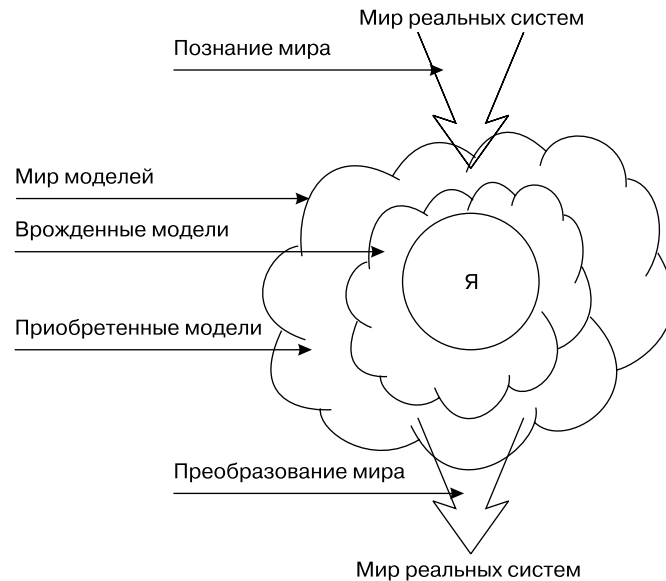 Мир реальных систем
Познание мира
Мир моделей
Врожденные модели
Я
Приобретенные модели
Преобразование мира
Мир реальных систем